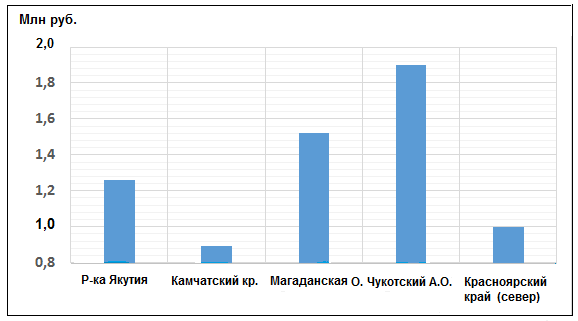 Млн руб.
2,0
1,8
1,6
1,4
1,2
1,0
0,8
Р-ка Якутия Камчатский кр. Магаданская О. Чукотский А.О. Красноярский
край (север)